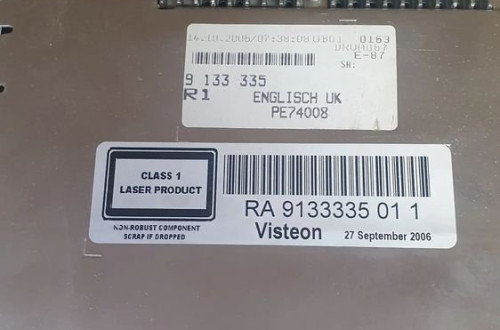 14.10.2006/07:38:08 0163
E-87
SH:
9 133 335
R1 ENGLISCH UK
PE74008
CLASS 1
LASER PRODUCT
NON-ROBUST COMPONENT
SCRAP IF DROPPED
RA 9133335 01 1
Visteon 27 September 2006